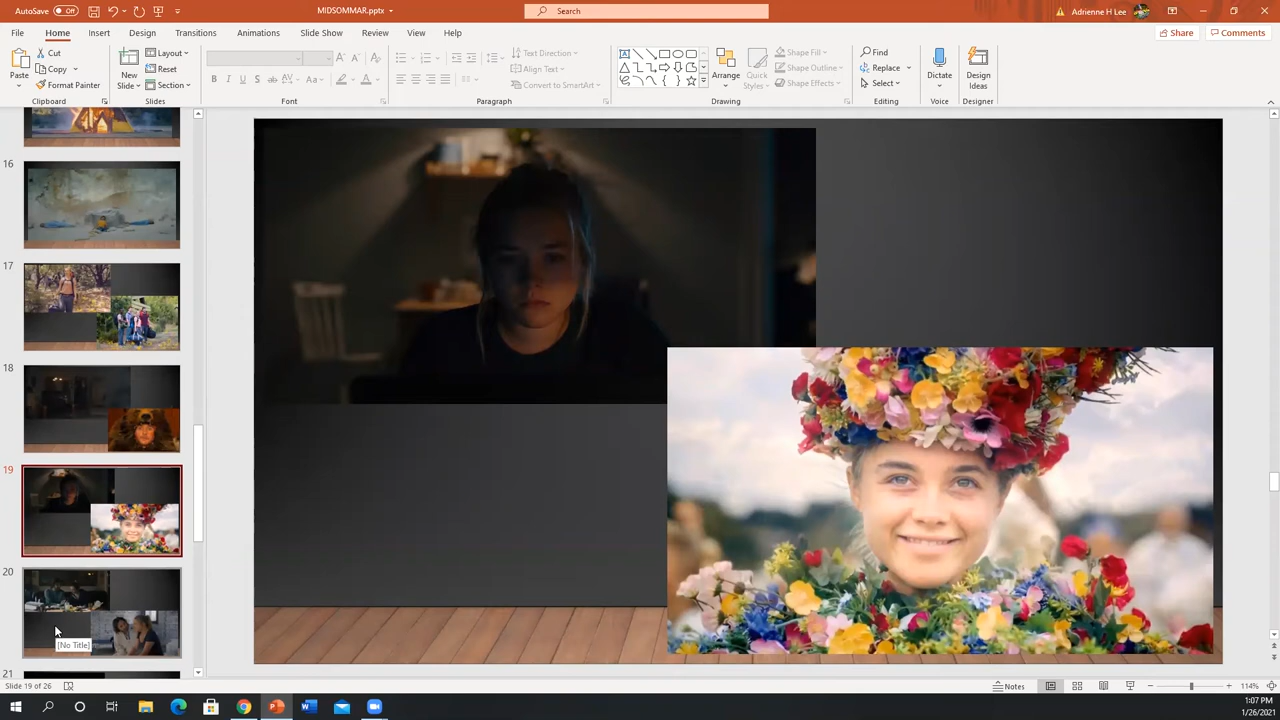 AutoSave Off MIDSOMMAR.pptx Search Adrienne H Lee
File Home Insert Design Transitions Animations Slide Show Review View Help Share Comments
Paste Cut Copy Format Painter Clipboard
New Slide Layout Reset Section Slides
B I U S ab AV Aa A A A A Font
Text Direction Align Text Convert to SmartArt Paragraph
Arrange Quick Styles Shape Fill Shape Outline Shape Effects Drawing
Find Replace Select Editing
Dictate Voice
Design Ideas Designer
16
17
18
19
20
[No Title]
21
Slide 19 of 26 Notes 114%
1:07 PM
1/26/2021